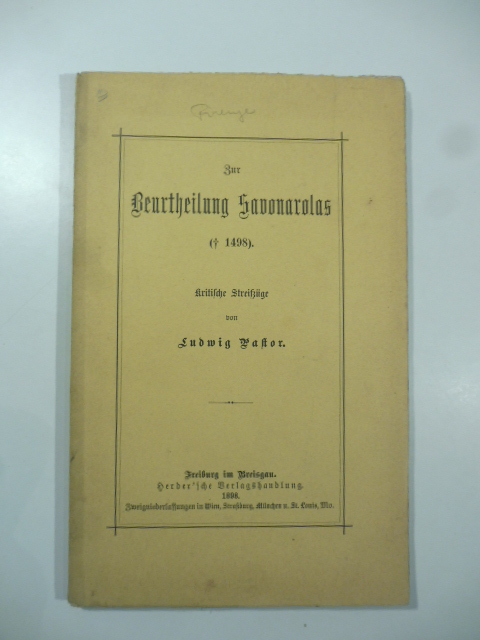 Firenze
Zur
Beurtheilung Savonarolas
(† 1498).
Kritische Streifzüge
von
Ludwig Pastor.
Freiburg im Breisgau.
Herder'sche Verlagshandlung.
1898.
Zweigniederlassungen in Wien, Straßburg, München u. St. Louis, Mo.